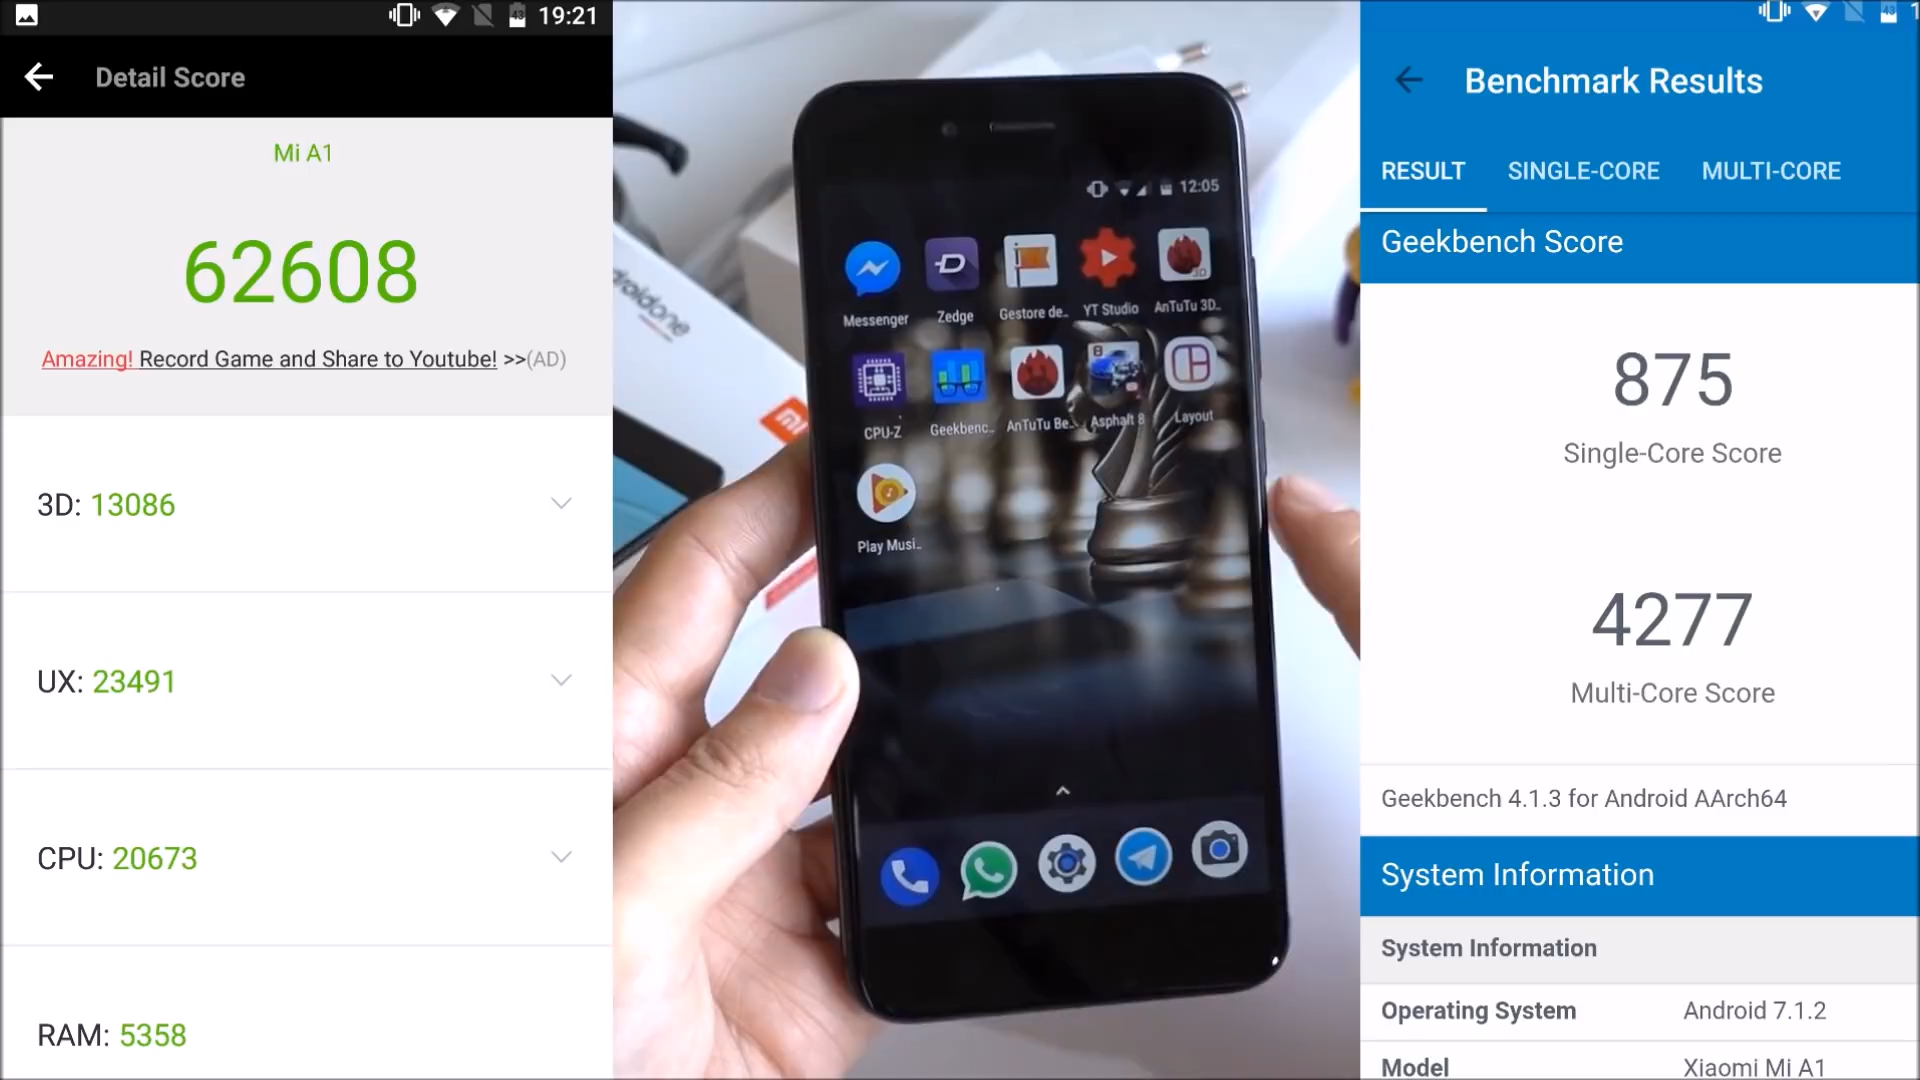 19:21
Detail Score
Mi A1
62608
Amazing! Record Game and Share to Youtube! >>(AD)
3D: 13086
UX: 23491
CPU: 20673
RAM: 5358
droidone
12:05
Messenger
Zedge
Gestore de..
YT Studio
AnTuTu 3D..
CPU-Z
Geekbenc..
AnTuTu Be..
Asphalt 8
Layout
Play Musi..
43
Benchmark Results
RESULT
SINGLE-CORE
MULTI-CORE
Geekbench Score
875
Single-Core Score
4277
Multi-Core Score
Geekbench 4.1.3 for Android AArch64
System Information
System Information
Operating System Android 7.1.2
Model Xiaomi Mi A1